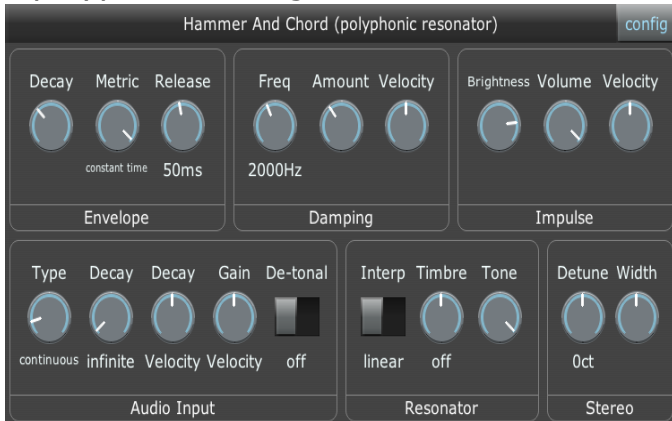 Hammer And Chord (polyphonic resonator) config
Decay Metric Release
constant time 50ms
Envelope
Freq Amount Velocity
2000Hz
Damping
Brightness Volume Velocity
Impulse
Type Decay Decay Gain De-tonal
continuous infinite Velocity Velocity off
Audio Input
Interp Timbre Tone
linear off
Resonator
Detune Width
0ct
Stereo